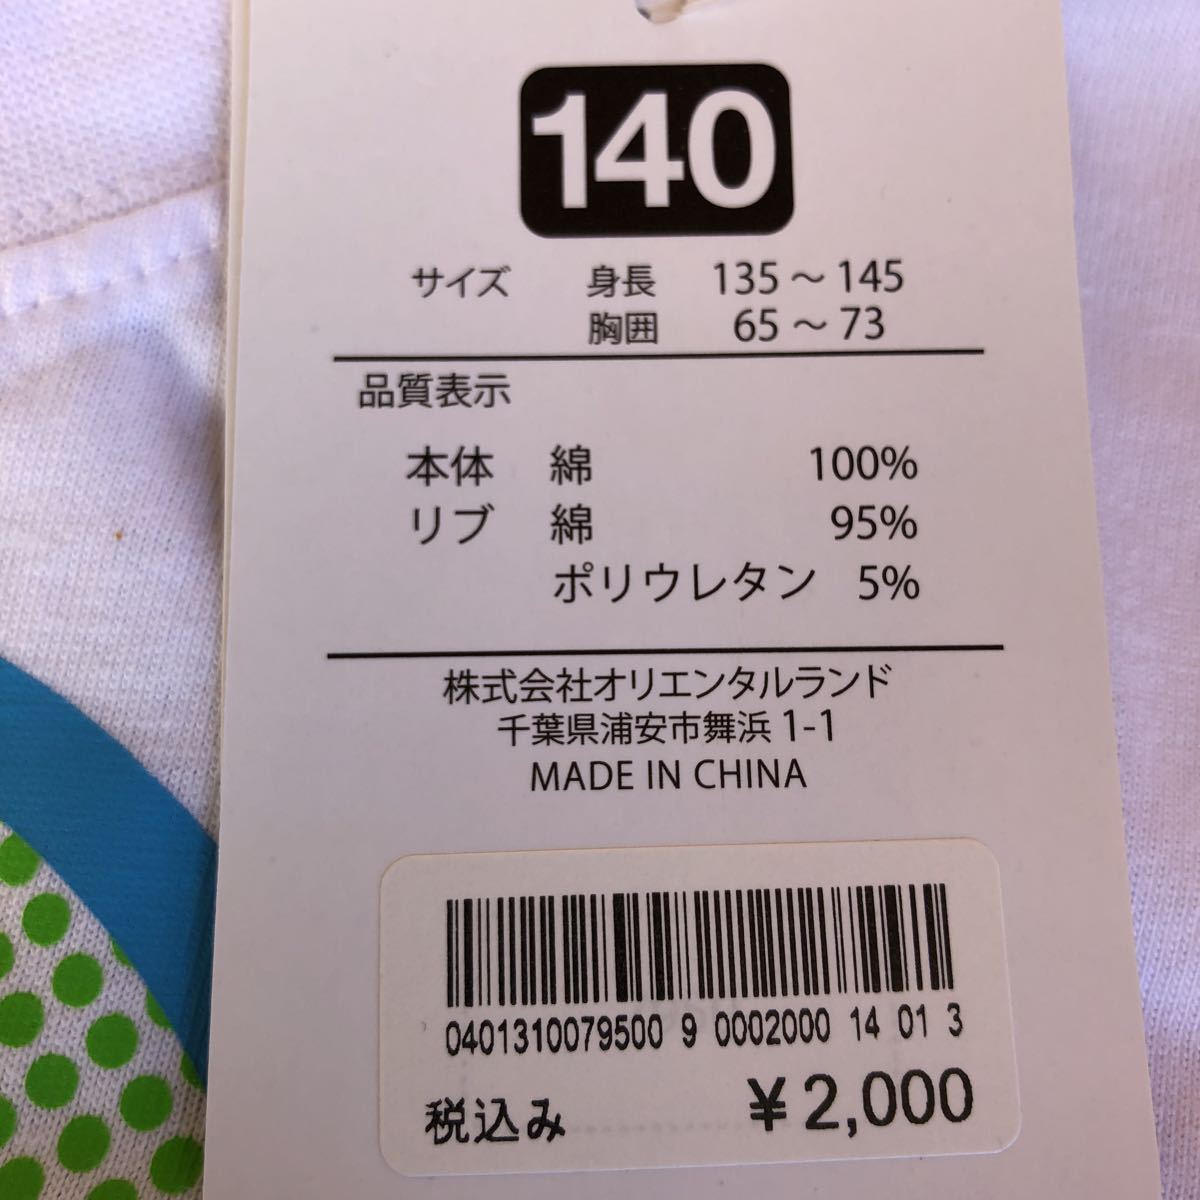 140
サイズ 身長 135～145
胸囲 65～73
品質表示
本体 綿 100%
リブ 綿 95%
ポリウレタン 5%
株式会社オリエンタルランド
千葉県浦安市舞浜 1-1
MADE IN CHINA
0401310079500 9 0002000 14 01 3
税込み ¥2,000